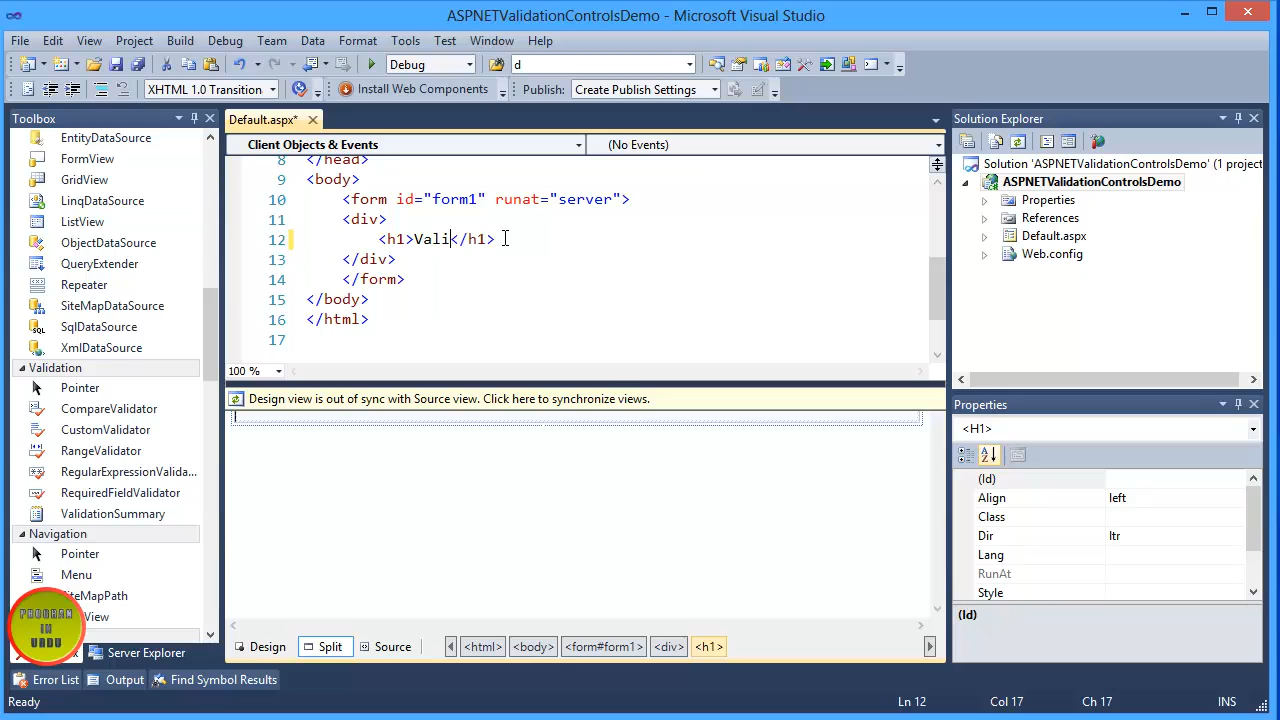 ASPNETValidationControlsDemo - Microsoft Visual Studio
File Edit View Project Build Debug Team Data Format Tools Test Window Help
Debug d
XHTML 1.0 Transition Install Web Components Publish: Create Publish Settings
Toolbox
EntityDataSource
FormView
GridView
LinqDataSource
ListView
ObjectDataSource
QueryExtender
SiteMapDataSource
SqlDataSource
XmlDataSource
Validation
Pointer
CompareValidator
CustomValidator
RangeValidator
RegularExpressionValida...
RequiredFieldValidator
ValidationSummary
Navigation
Pointer
Menu
SiteMapPath
View
PROGRAM
IN
URDU
Server Explorer
Default.aspx*
Client Objects & Events (No Events)
8 </head>
9 <body>
10 <form id="form1" runat="server">
11 <div>
12 <h1>Vali</h1>
13 </div>
14 </form>
15 </body>
16 </html>
17
100 %
Design view is out of sync with Source view. Click here to synchronize views.
Design Split Source <html> <body> <form#form1> <div> <h1>
Solution Explorer
Solution 'ASPNETValidationControlsDemo' (1 project
ASPNETValidationControlsDemo
Properties
References
Default.aspx
Web.config
Properties
<H1>
(Id)
Align left
Class
Dir ltr
Lang
RunAt
Style
(Id)
Error List Output Find Symbol Results
Ready Ln 12 Col 17 Ch 17 INS